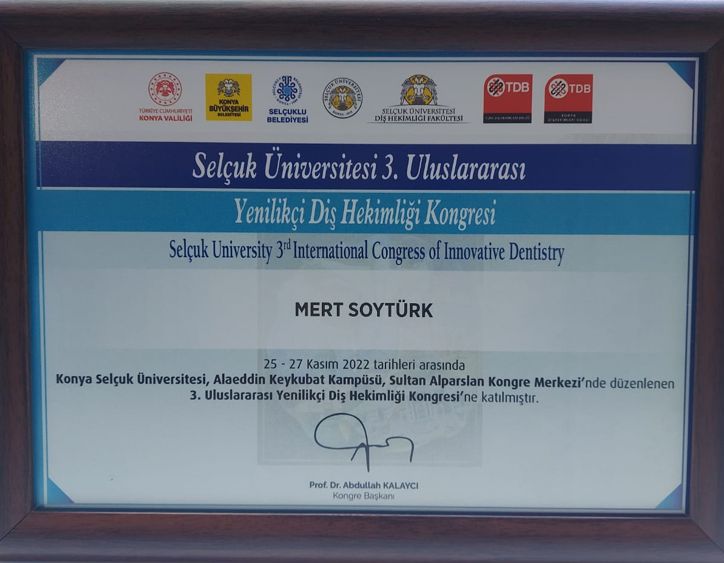 TÜRKİYE CUMHURİYETİ
KONYA VALİLİĞİ
KONYA
BÜYÜKŞEHİR
BELEDİYESİ
SELÇUKLU
BELEDİYESİ
SELÇUK ÜNİVERSİTESİ
DİŞ HEKİMLİĞİ FAKÜLTESİ
TDB
TDB
Selçuk Üniversitesi 3. Uluslararası
Yenilikçi Diş Hekimliği Kongresi
Selçuk University 3rd International Congress of Innovative Dentistry
MERT SOYTÜRK
25 - 27 Kasım 2022 tarihleri arasında
Konya Selçuk Üniversitesi, Alaeddin Keykubat Kampüsü, Sultan Alparslan Kongre Merkezi'nde düzenlenen
3. Uluslararası Yenilikçi Diş Hekimliği Kongresi'ne katılmıştır.
Prof. Dr. Abdullah KALAYCI
Kongre Başkanı